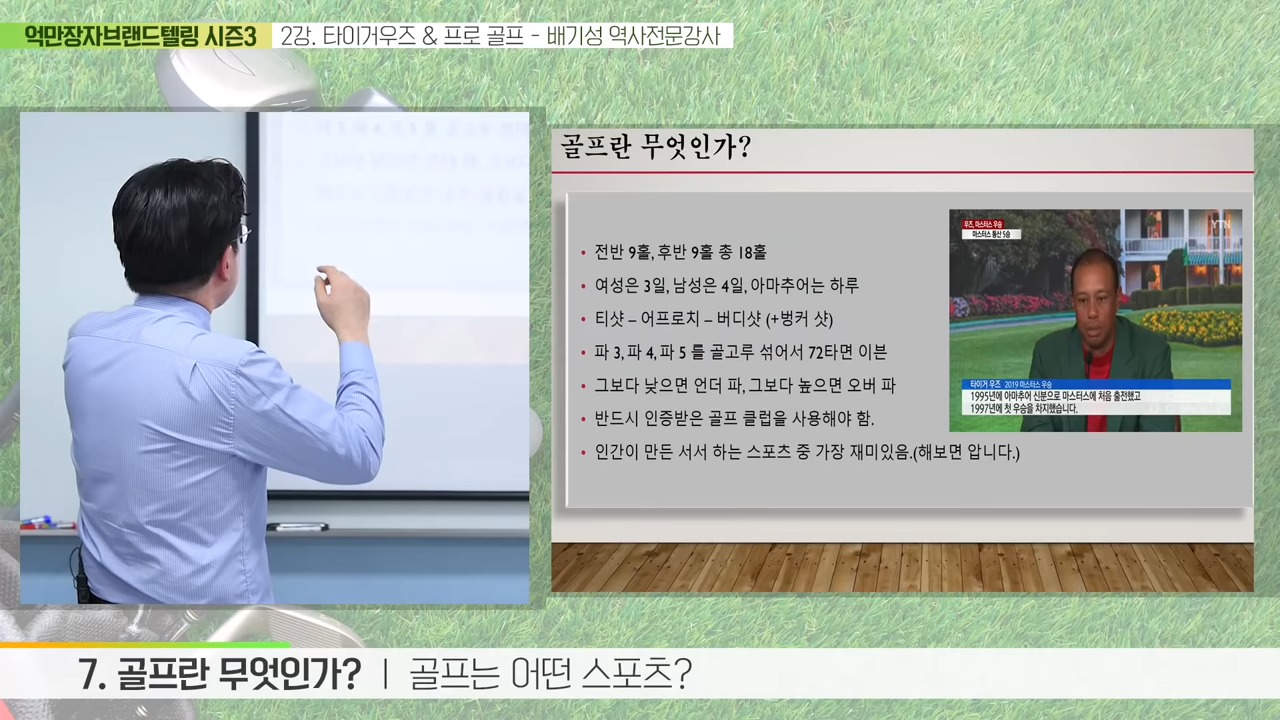 억만장자브랜드텔링 시즌3 2강. 타이거우즈 & 프로 골프 - 배기성 역사전문강사
골프란 무엇인가?
• 전반 9홀, 후반 9홀 총 18홀
• 여성은 3일, 남성은 4일, 아마추어는 하루
• 티샷 – 어프로치 – 버디샷 (+벙커 샷)
• 파 3, 파 4, 파 5 를 골고루 섞어서 72타면 이븐
• 그보다 낮으면 언더 파, 그보다 높으면 오버 파
• 반드시 인증받은 골프 클럽을 사용해야 함.
• 인간이 만든 서서 하는 스포츠 중 가장 재미있음.(해보면 압니다.)
우즈, 마스터스 우승
마스터스 통산 5승
YTN
타이거 우즈 2019 마스터스 우승
1995년에 아마추어 신분으로 마스터스에 처음 출전했고
1997년에 첫 우승을 차지했습니다.
7. 골프란 무엇인가? | 골프는 어떤 스포츠?